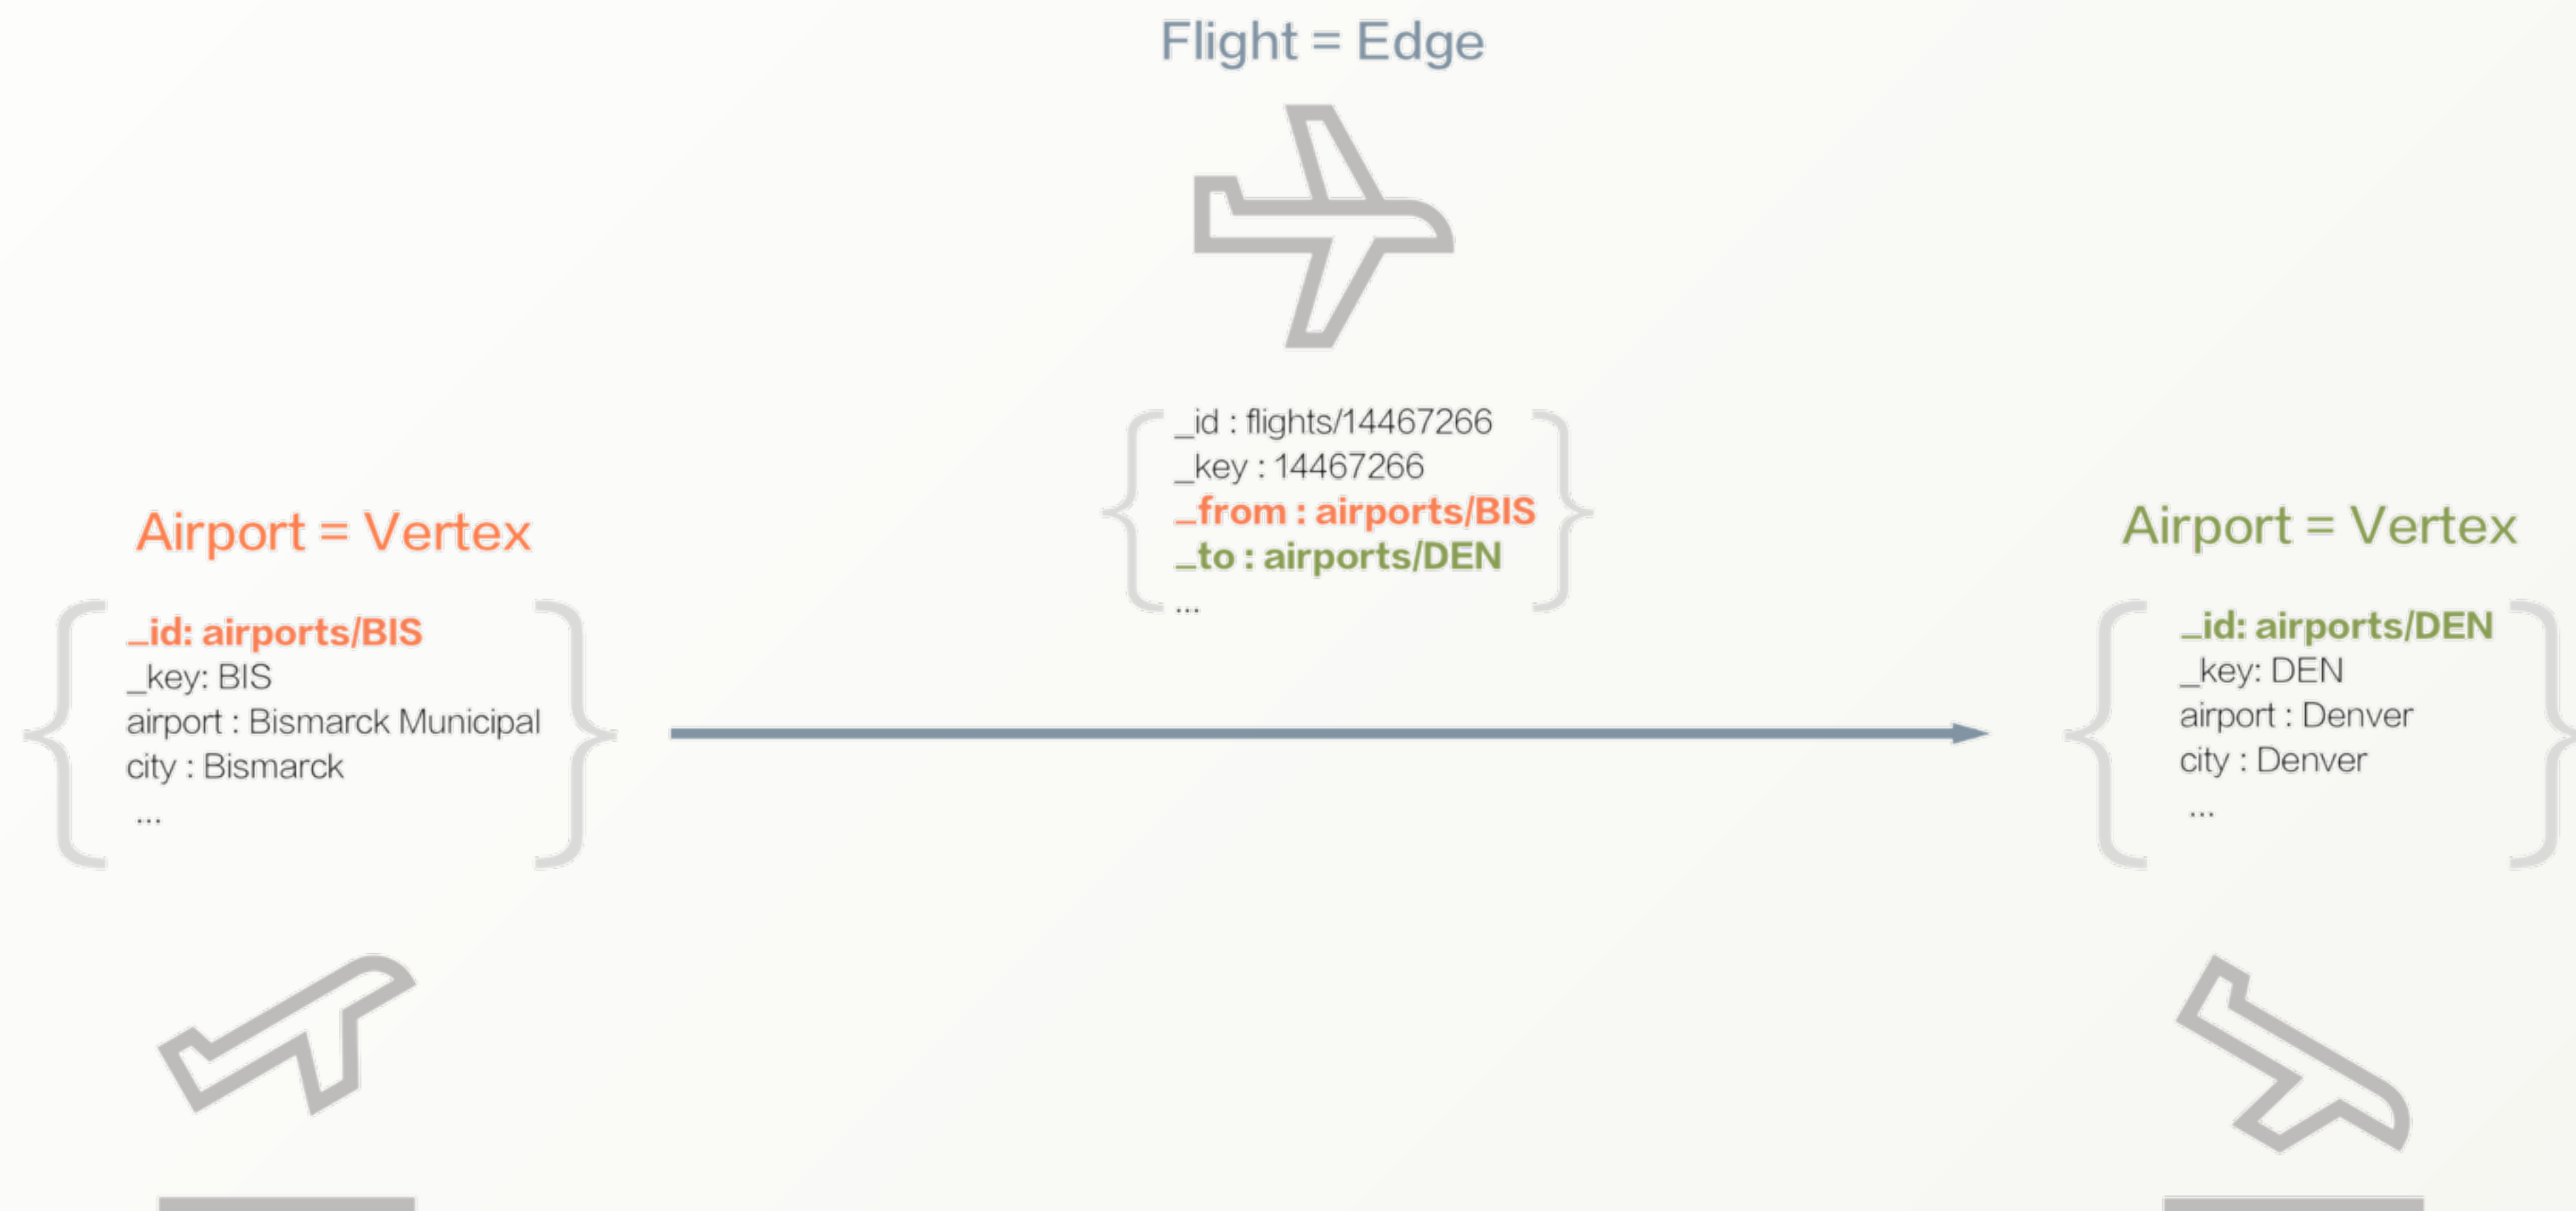 Flight = Edge
_id : flights/14467266
_key : 14467266
_from : airports/BIS
_to : airports/DEN
...
Airport = Vertex
_id: airports/BIS
_key: BIS
airport : Bismarck Municipal
city : Bismarck
...
Airport = Vertex
_id: airports/DEN
_key: DEN
airport : Denver
city : Denver
...